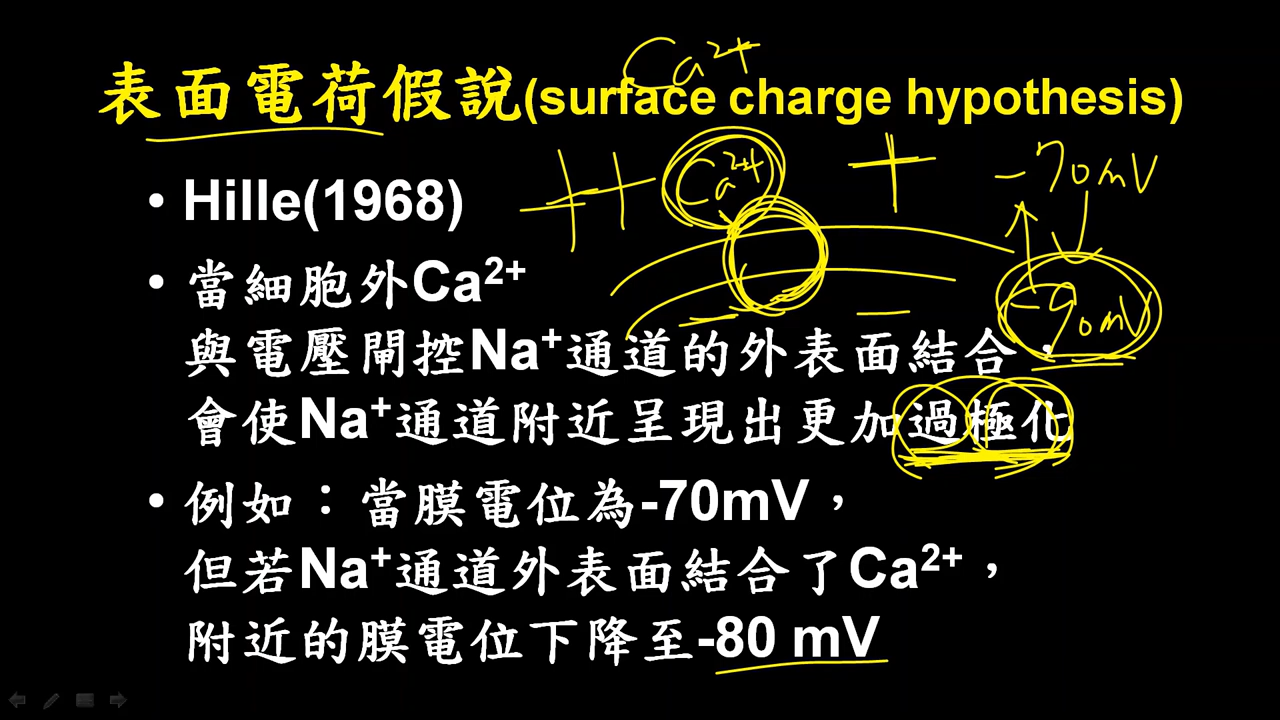 Ca²⁺
表面電荷假說(surface charge hypothesis)
Ca²⁺
-70mV
• Hille(1968)
-90mV
• 當細胞外Ca²⁺
與電壓閘控Na⁺通道的外表面結合，
會使Na⁺通道附近呈現出更加過極化
• 例如：當膜電位為-70mV，
但若Na⁺通道外表面結合了Ca²⁺，
附近的膜電位下降至-80 mV